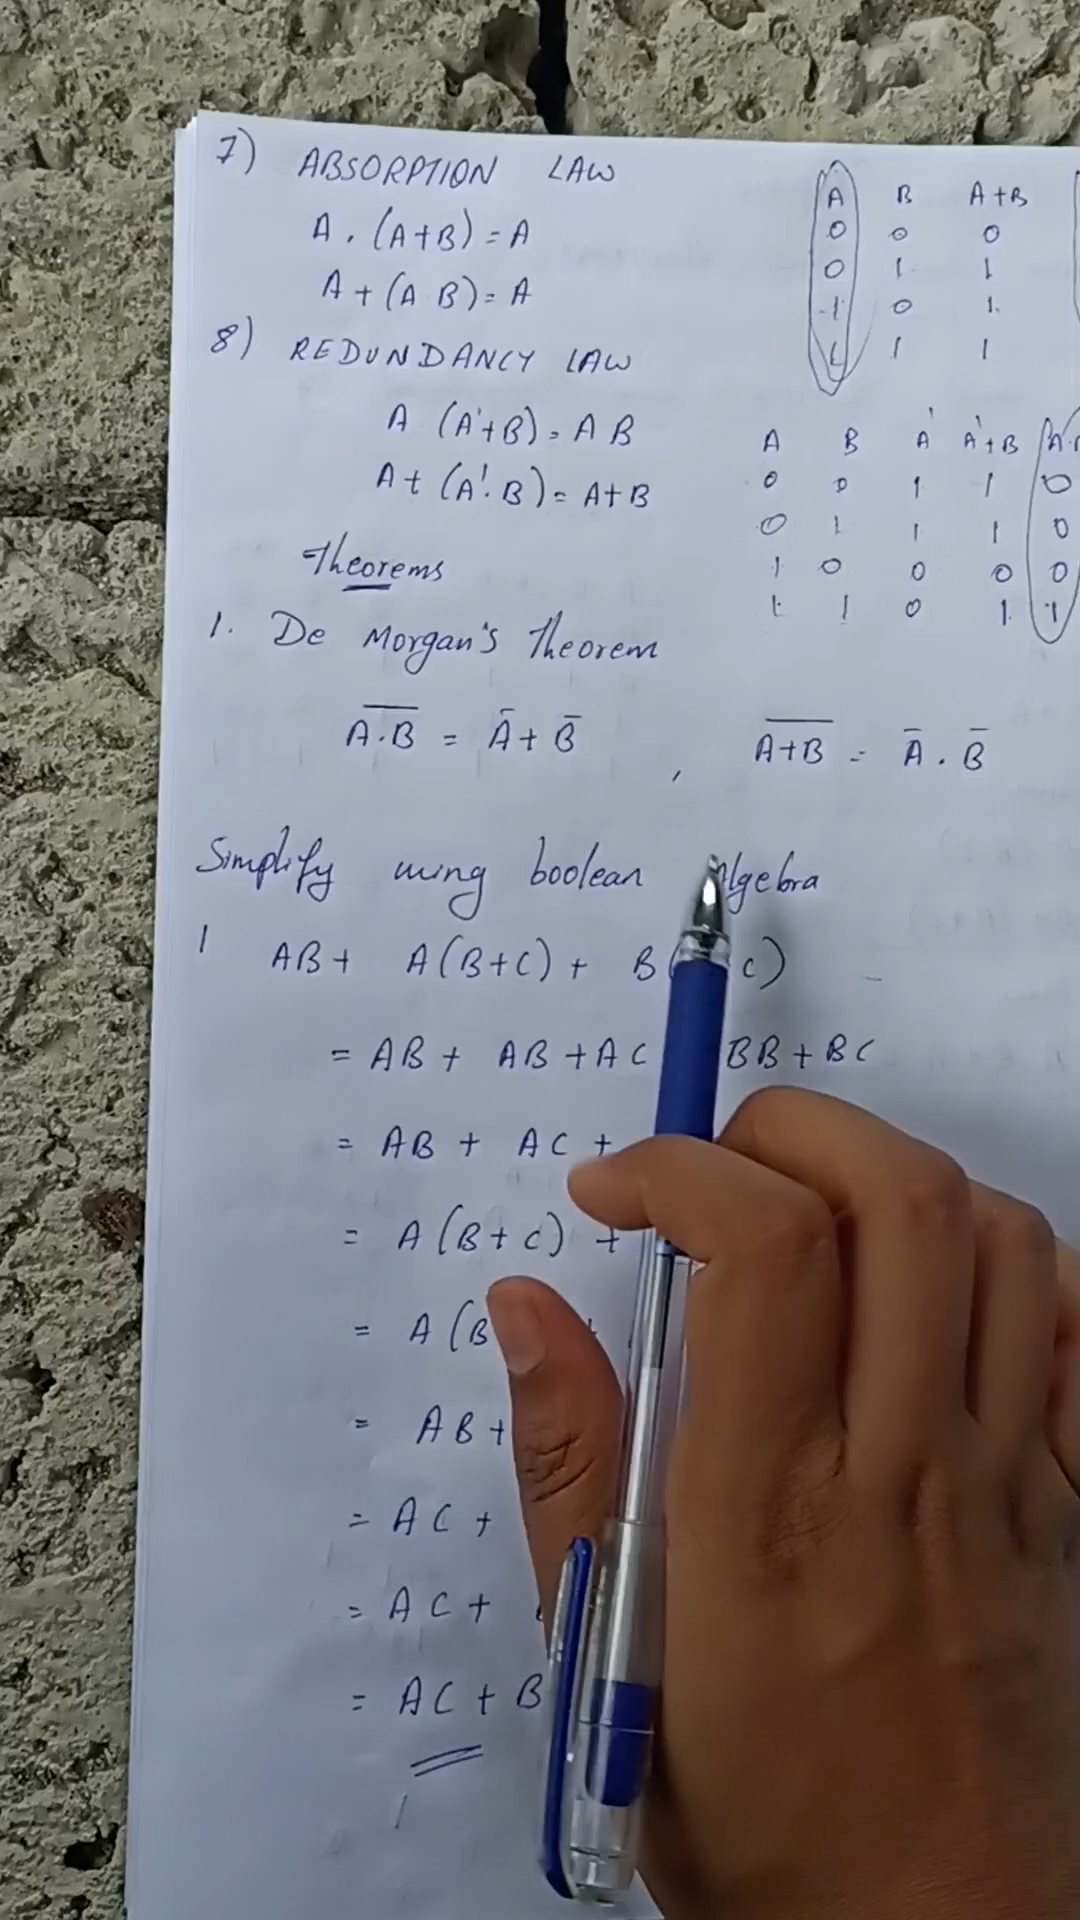 7) ABSORPTION LAW
A . (A+B) = A
A + (A B) = A
A B A+B
0 0 0
0 1 1
1 0 1
1 1 1
8) REDUNDANCY LAW
A (A'+B) = A B
A + (A'.B) = A+B
A B A' A'+B
0 0 1 1 0
0 1 1 1 0
1 0 0 0 0
1 1 0 1 1
Theorems
1. De Morgan's Theorem
A̅.̅B̅ = A̅ + B̅ , A̅+̅B̅ = A̅ . B̅
Simplify using boolean Algebra
1 AB + A(B+C) + B( C)
= AB + AB + AC BB + BC
= AB + AC +
= A(B+C) +
= A(B
= AB +
= AC +
= AC +
= AC + B